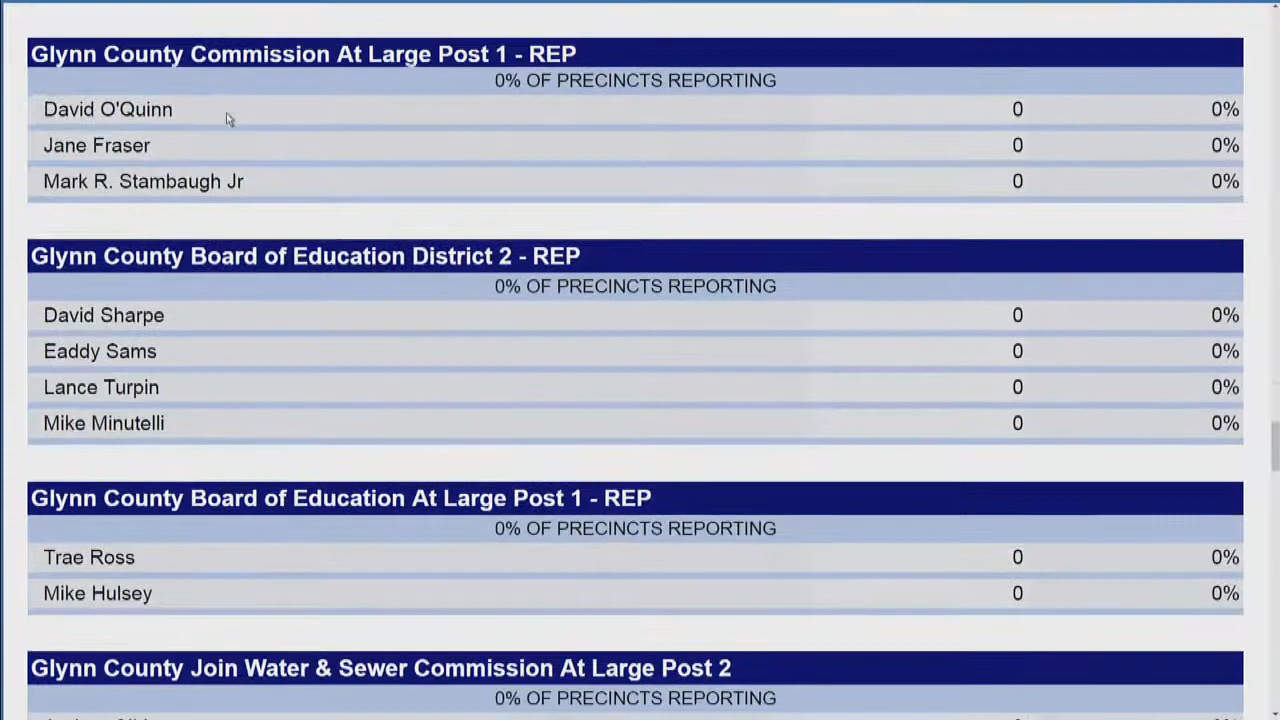 Glynn County Commission At Large Post 1 - REP
0% OF PRECINCTS REPORTING
David O'Quinn 0 0%
Jane Fraser 0 0%
Mark R. Stambaugh Jr 0 0%
Glynn County Board of Education District 2 - REP
0% OF PRECINCTS REPORTING
David Sharpe 0 0%
Eaddy Sams 0 0%
Lance Turpin 0 0%
Mike Minutelli 0 0%
Glynn County Board of Education At Large Post 1 - REP
0% OF PRECINCTS REPORTING
Trae Ross 0 0%
Mike Hulsey 0 0%
Glynn County Join Water & Sewer Commission At Large Post 2
0% OF PRECINCTS REPORTING